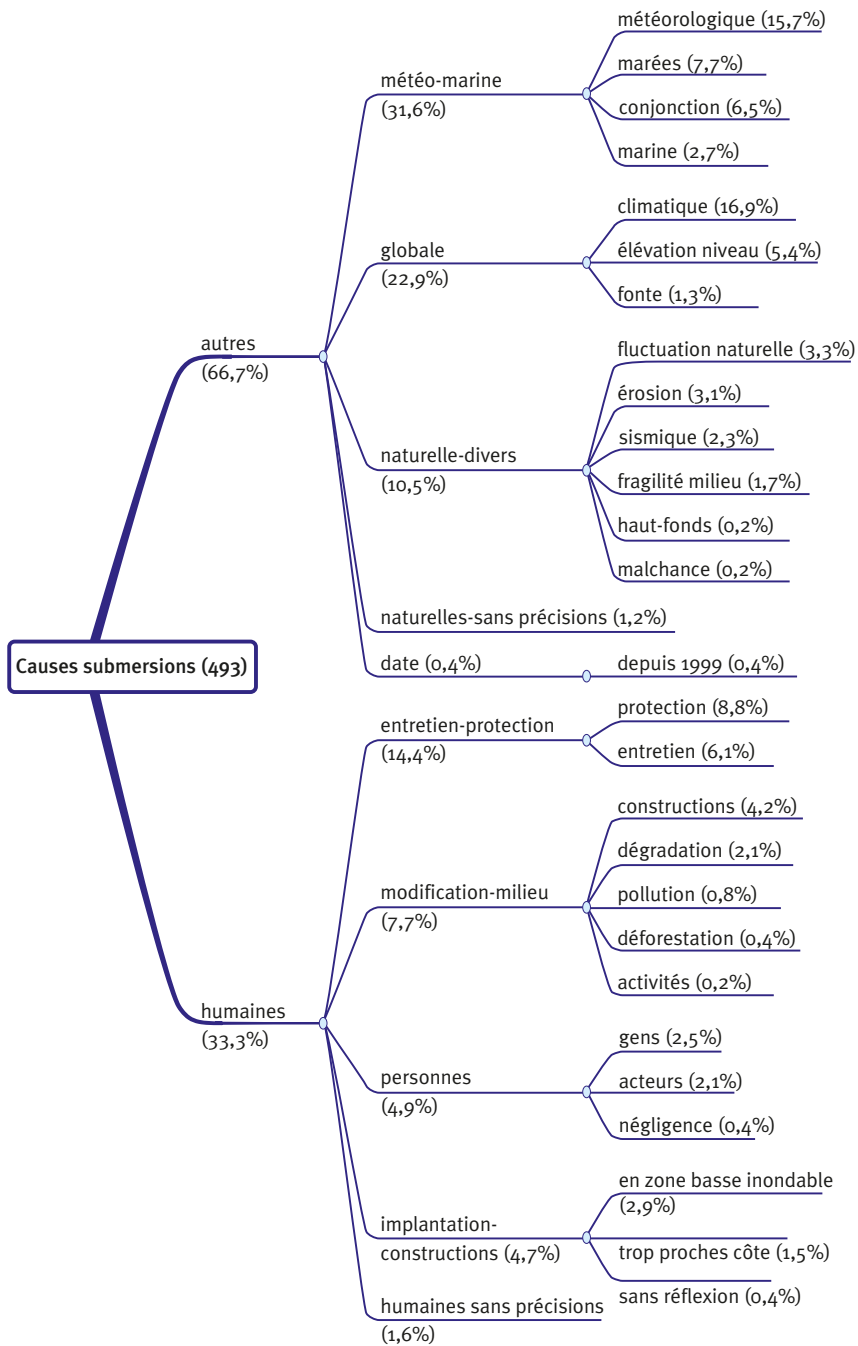 Causes submersions (493)
autres
(66,7%)
météo-marine
(31,6%)
météorologique (15,7%)
marées (7,7%)
conjonction (6,5%)
marine (2,7%)
globale
(22,9%)
climatique (16,9%)
élévation niveau (5,4%)
fonte (1,3%)
naturelle-divers
(10,5%)
fluctuation naturelle (3,3%)
érosion (3,1%)
sismique (2,3%)
fragilité milieu (1,7%)
haut-fonds (0,2%)
malchance (0,2%)
naturelles-sans précisions (1,2%)
date (0,4%)
depuis 1999 (0,4%)
humaines
(33,3%)
entretien-protection
(14,4%)
protection (8,8%)
entretien (6,1%)
modification-milieu
(7,7%)
constructions (4,2%)
dégradation (2,1%)
pollution (0,8%)
déforestation (0,4%)
activités (0,2%)
personnes
(4,9%)
gens (2,5%)
acteurs (2,1%)
négligence (0,4%)
implantation-
constructions (4,7%)
en zone basse inondable
(2,9%)
trop proches côte (1,5%)
sans réflexion (0,4%)
humaines sans précisions
(1,6%)